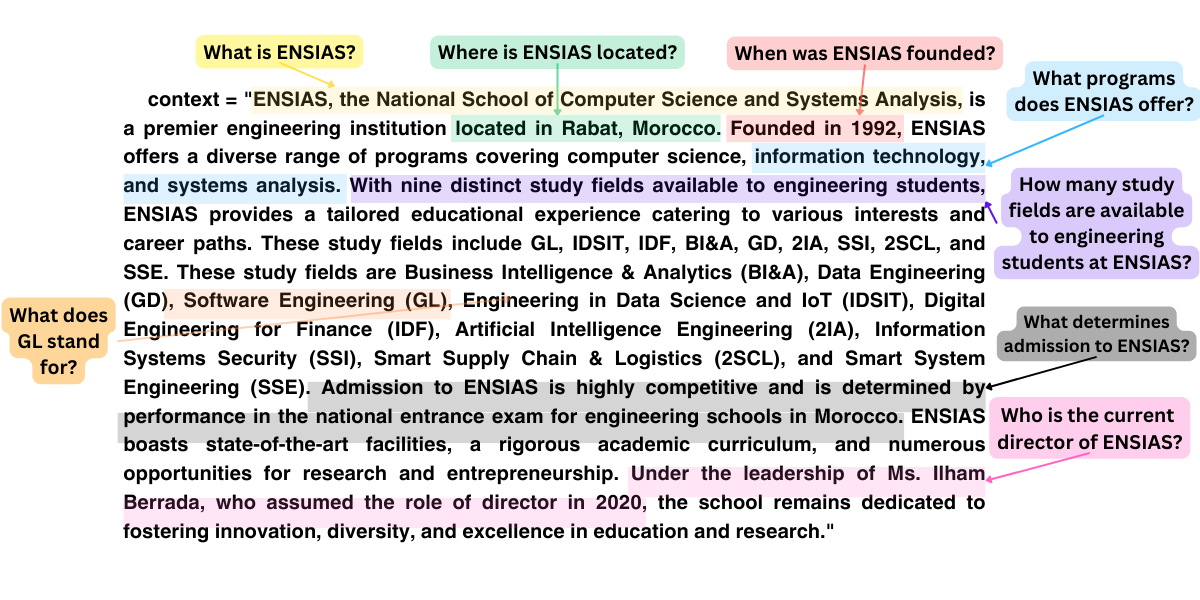 What is ENSIAS?
Where is ENSIAS located?
When was ENSIAS founded?
What programs
does ENSIAS offer?
context = "ENSIAS, the National School of Computer Science and Systems Analysis, is
a premier engineering institution located in Rabat, Morocco. Founded in 1992, ENSIAS
offers a diverse range of programs covering computer science, information technology,
and systems analysis. With nine distinct study fields available to engineering students,
ENSIAS provides a tailored educational experience catering to various interests and
career paths. These study fields include GL, IDSIT, IDF, BI&A, GD, 2IA, SSI, 2SCL, and
SSE. These study fields are Business Intelligence & Analytics (BI&A), Data Engineering
(GD), Software Engineering (GL), Engineering in Data Science and IoT (IDSIT), Digital
Engineering for Finance (IDF), Artificial Intelligence Engineering (2IA), Information
Systems Security (SSI), Smart Supply Chain & Logistics (2SCL), and Smart System
Engineering (SSE). Admission to ENSIAS is highly competitive and is determined by
performance in the national entrance exam for engineering schools in Morocco. ENSIAS
boasts state-of-the-art facilities, a rigorous academic curriculum, and numerous
opportunities for research and entrepreneurship. Under the leadership of Ms. Ilham
Berrada, who assumed the role of director in 2020, the school remains dedicated to
fostering innovation, diversity, and excellence in education and research."
How many study
fields are available
to engineering
students at ENSIAS?
What does
GL stand
for?
What determines
admission to ENSIAS?
Who is the current
director of ENSIAS?